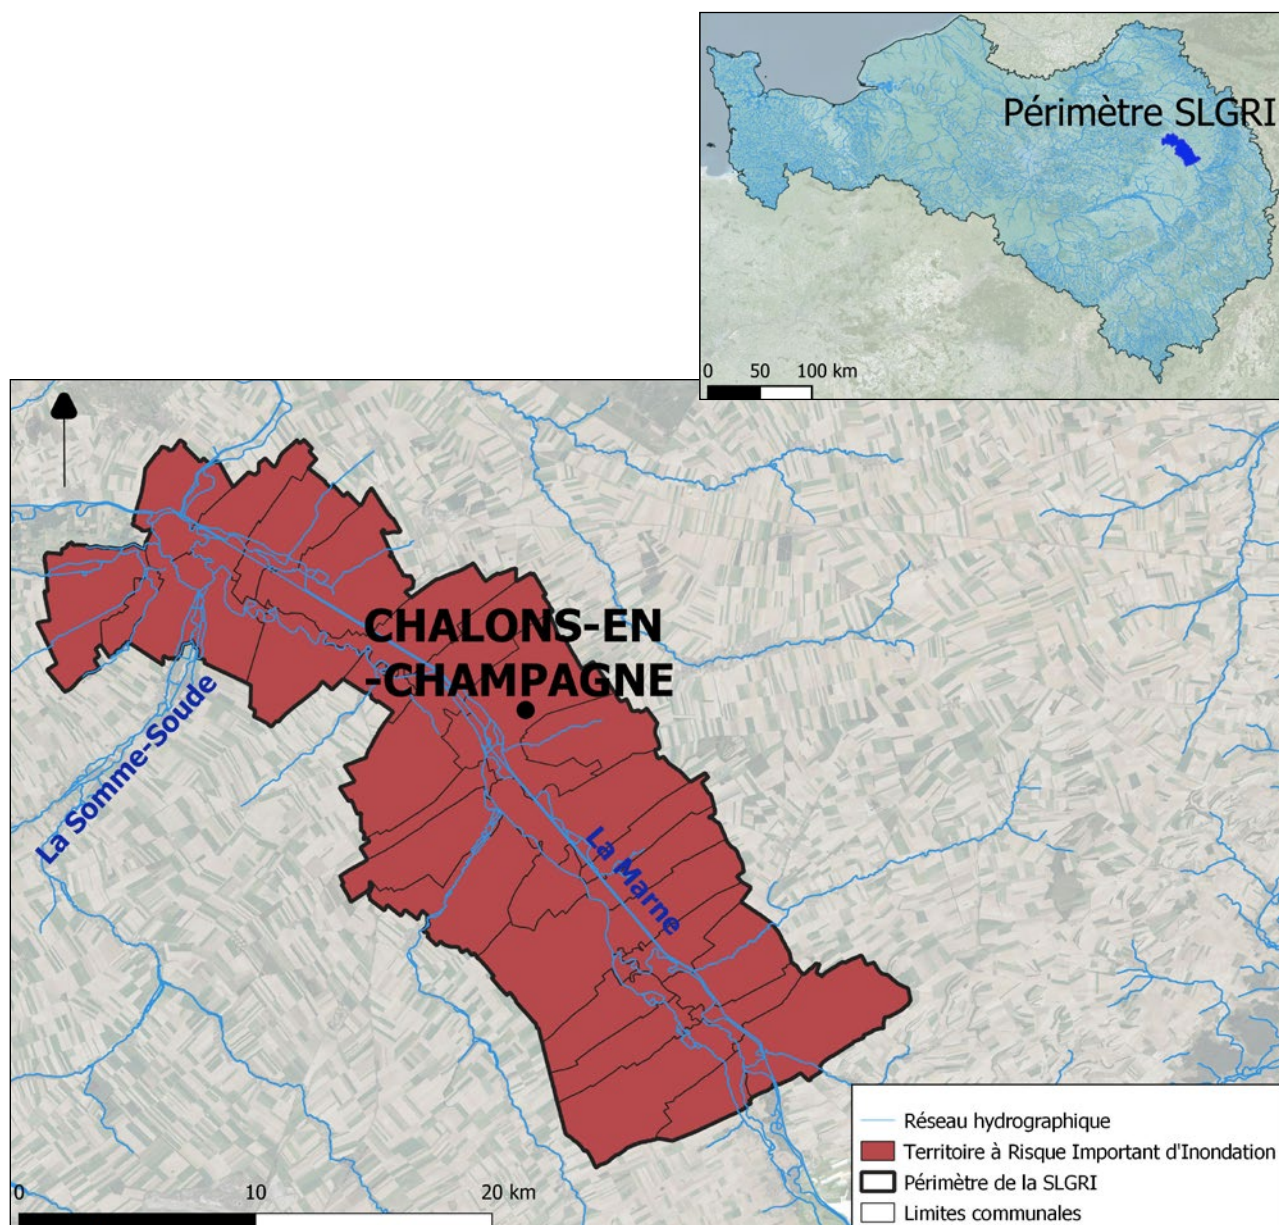 Périmètre SLGRI
0 50 100 km
CHALONS-EN
-CHAMPAGNE
La Somme-Soude
La Marne
Réseau hydrographique
Territoire à Risque Important d'Inondation
Périmètre de la SLGRI
Limites communales
0 10 20 km